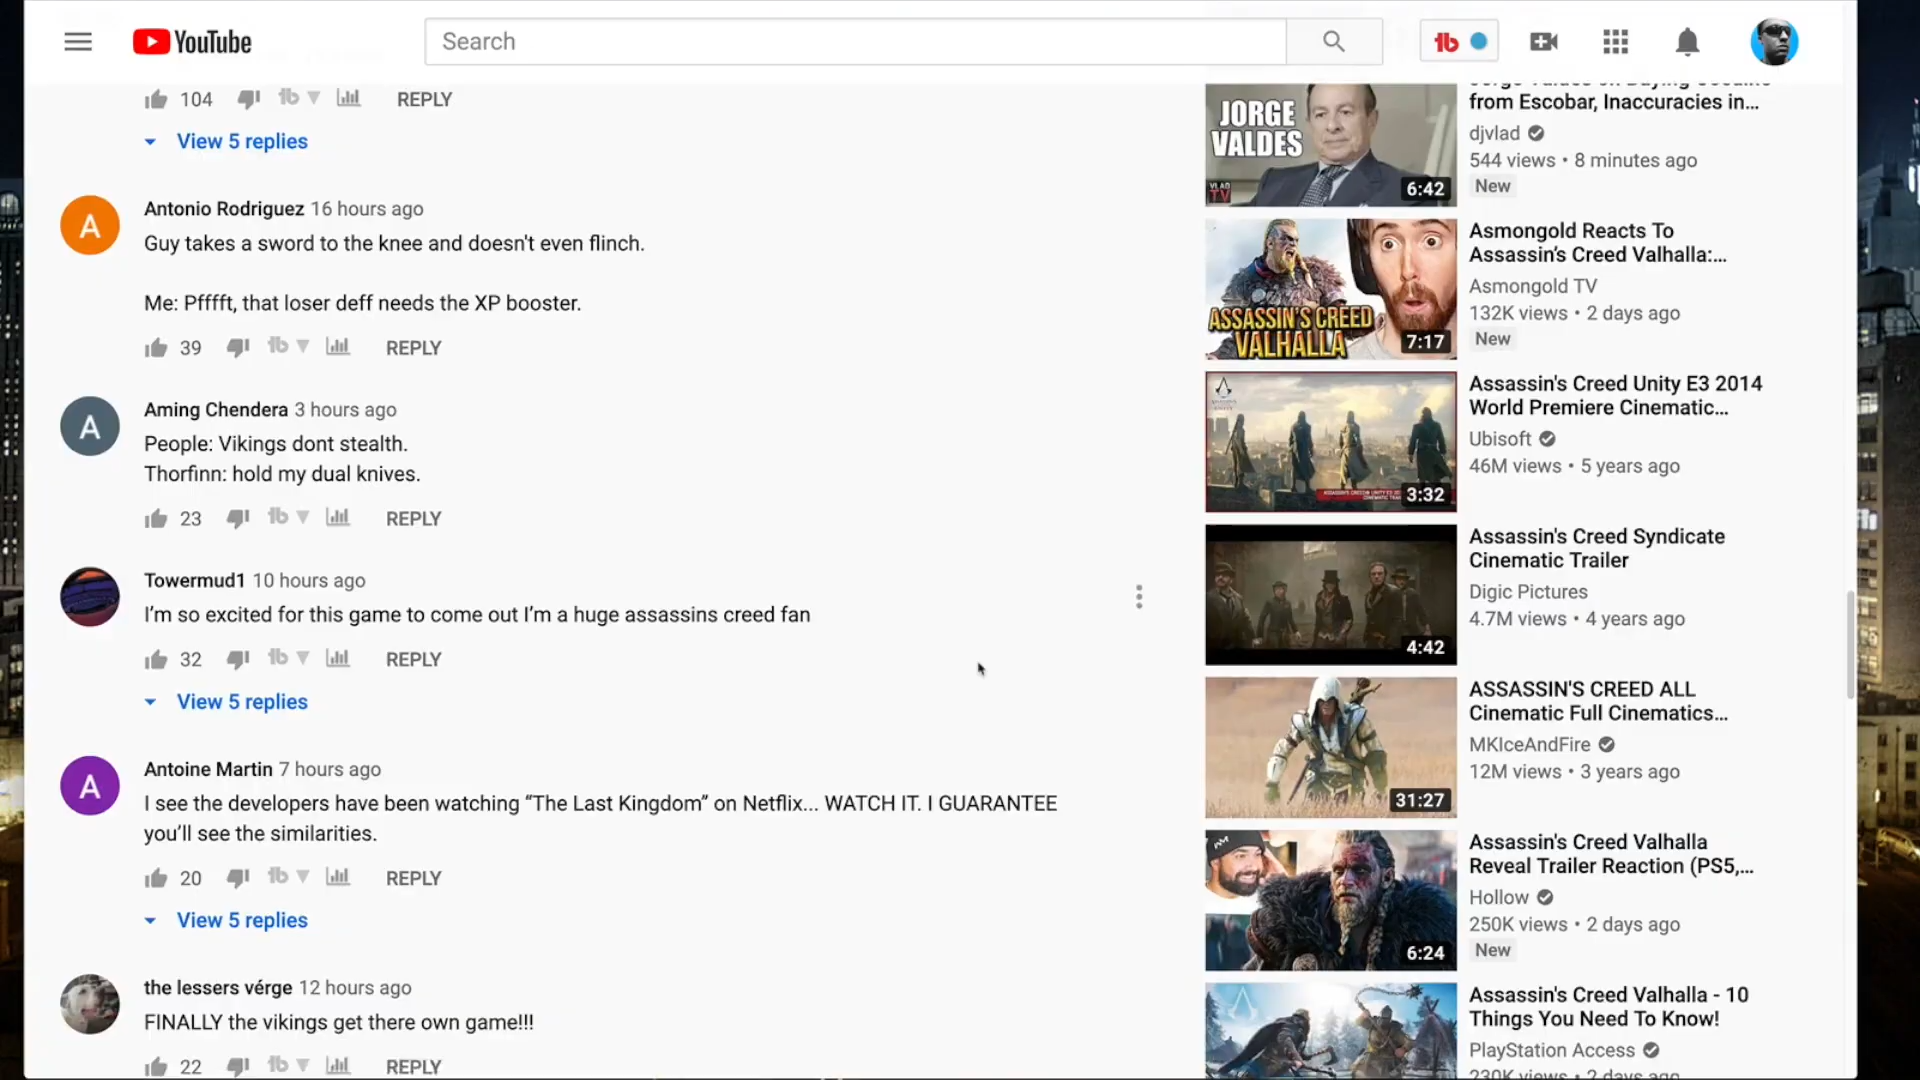 YouTube
Search
104 REPLY
View 5 replies
Antonio Rodriguez 16 hours ago
Guy takes a sword to the knee and doesn't even flinch.
Me: Pfffft, that loser deff needs the XP booster.
39 REPLY
A
Aming Chendera 3 hours ago
People: Vikings dont stealth.
Thorfinn: hold my dual knives.
23 REPLY
A
Towermud1 10 hours ago
I'm so excited for this game to come out I'm a huge assassins creed fan
32 REPLY
View 5 replies
Antoine Martin 7 hours ago
I see the developers have been watching “The Last Kingdom” on Netflix... WATCH IT. I GUARANTEE
you'll see the similarities.
20 REPLY
A
View 5 replies
the lessers vérge 12 hours ago
FINALLY the vikings get there own game!!!
22 REPLY
JORGE
VALDES
VLAD
TV
6:42
from Escobar, Inaccuracies in...
djvlad
544 views • 8 minutes ago
New
ASSASSIN'S CREED
VALHALLA
7:17
Asmongold Reacts To
Assassin's Creed Valhalla:...
Asmongold TV
132K views • 2 days ago
New
3:32
Assassin's Creed Unity E3 2014
World Premiere Cinematic...
Ubisoft
46M views • 5 years ago
4:42
Assassin's Creed Syndicate
Cinematic Trailer
Digic Pictures
4.7M views • 4 years ago
31:27
ASSASSIN'S CREED ALL
Cinematic Full Cinematics...
MKIceAndFire
12M views • 3 years ago
6:24
Assassin's Creed Valhalla
Reveal Trailer Reaction (PS5,...
Hollow
250K views • 2 days ago
New
Assassin's Creed Valhalla - 10
Things You Need To Know!
PlayStation Access
230K views • 2 days ago